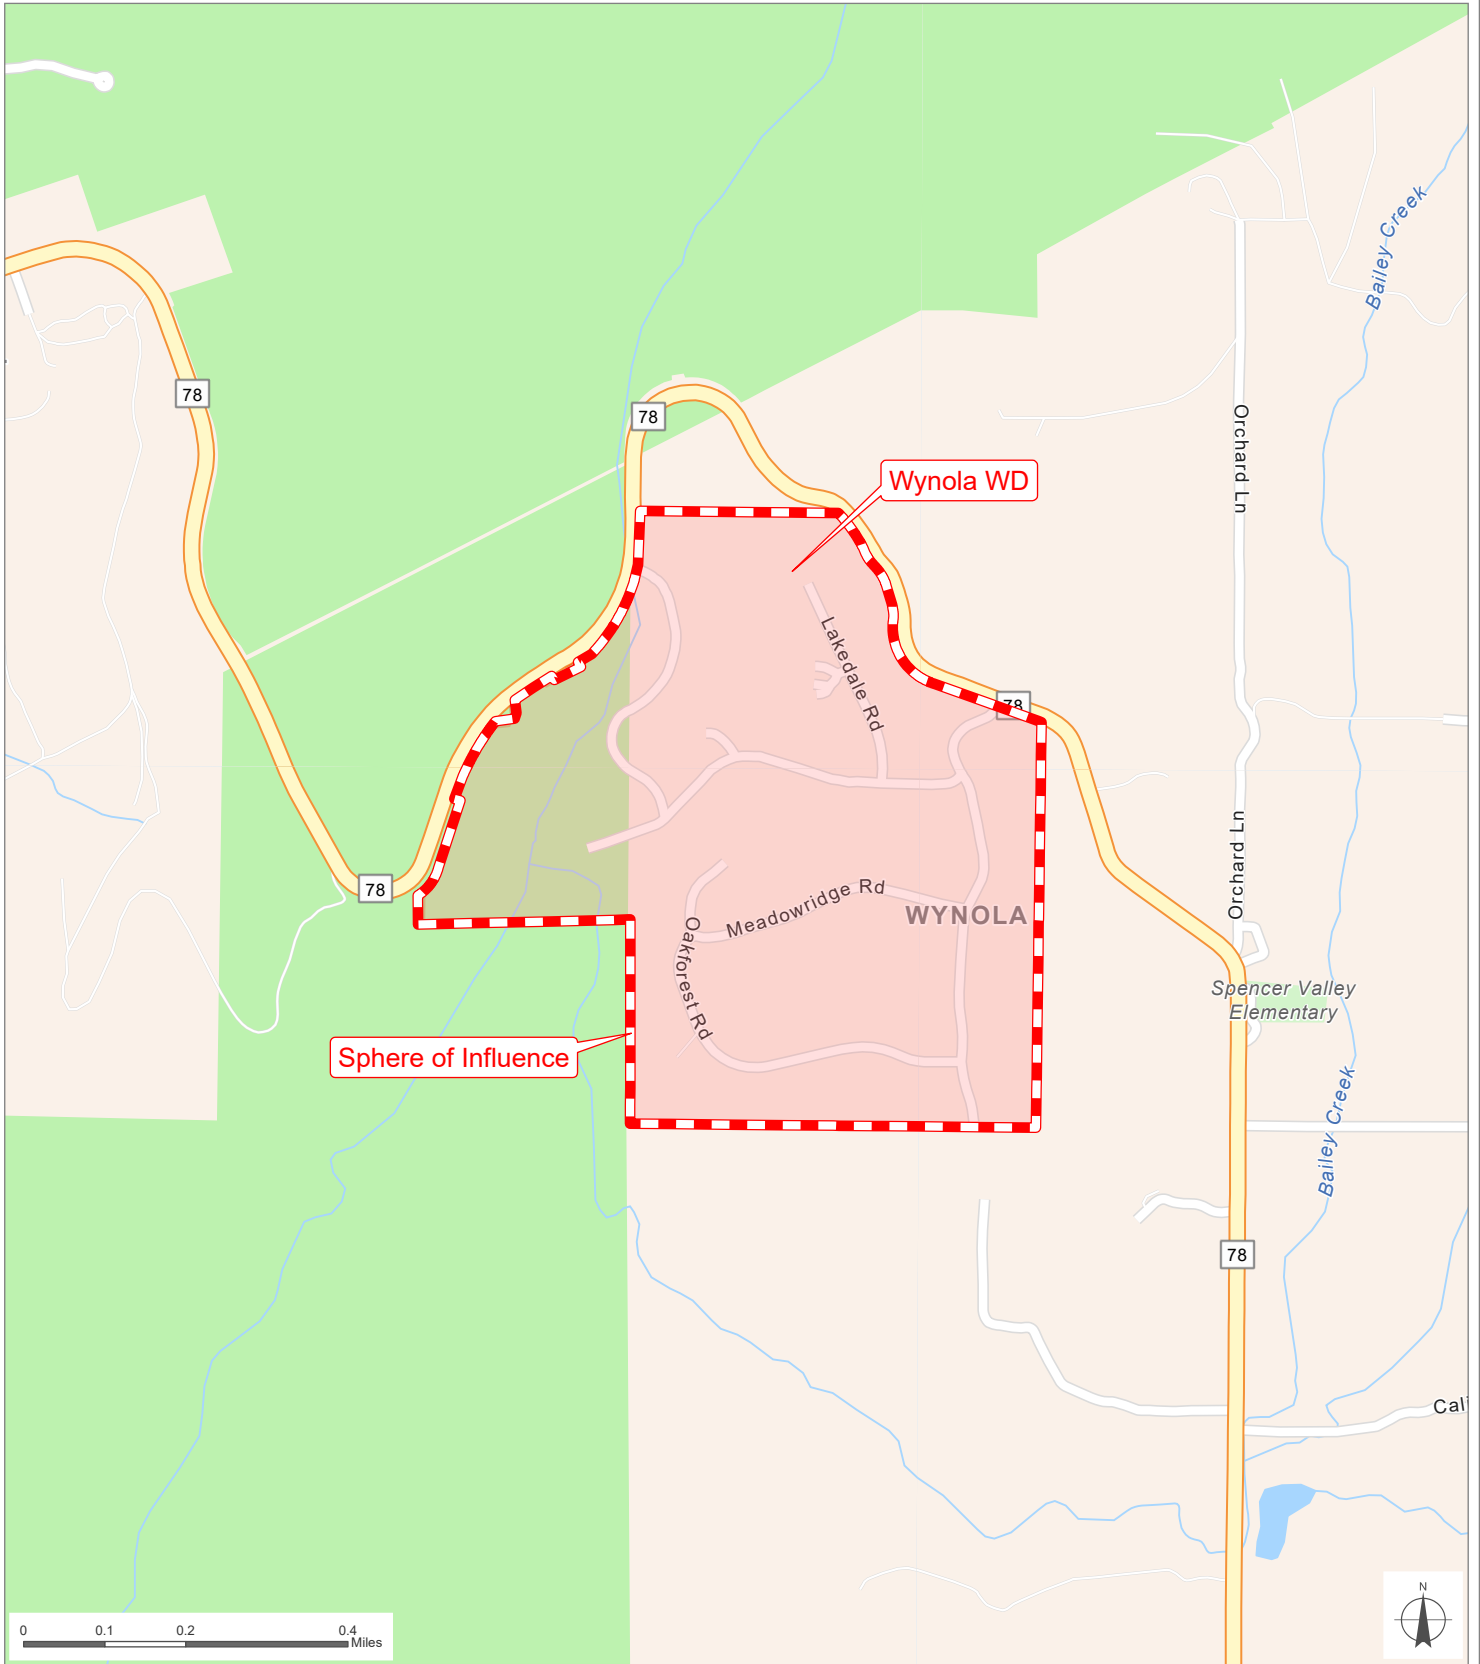 Bailey Creek
78
78
Orchard Ln
Wynola WD
Lakedale Rd
78
Orchard Ln
78
Meadowridge Rd
WYNOLA
Oakforest Rd
Spencer Valley
Elementary
Sphere of Influence
Bailey Creek
78
Cali
N
0 0.1 0.2 0.4
Miles